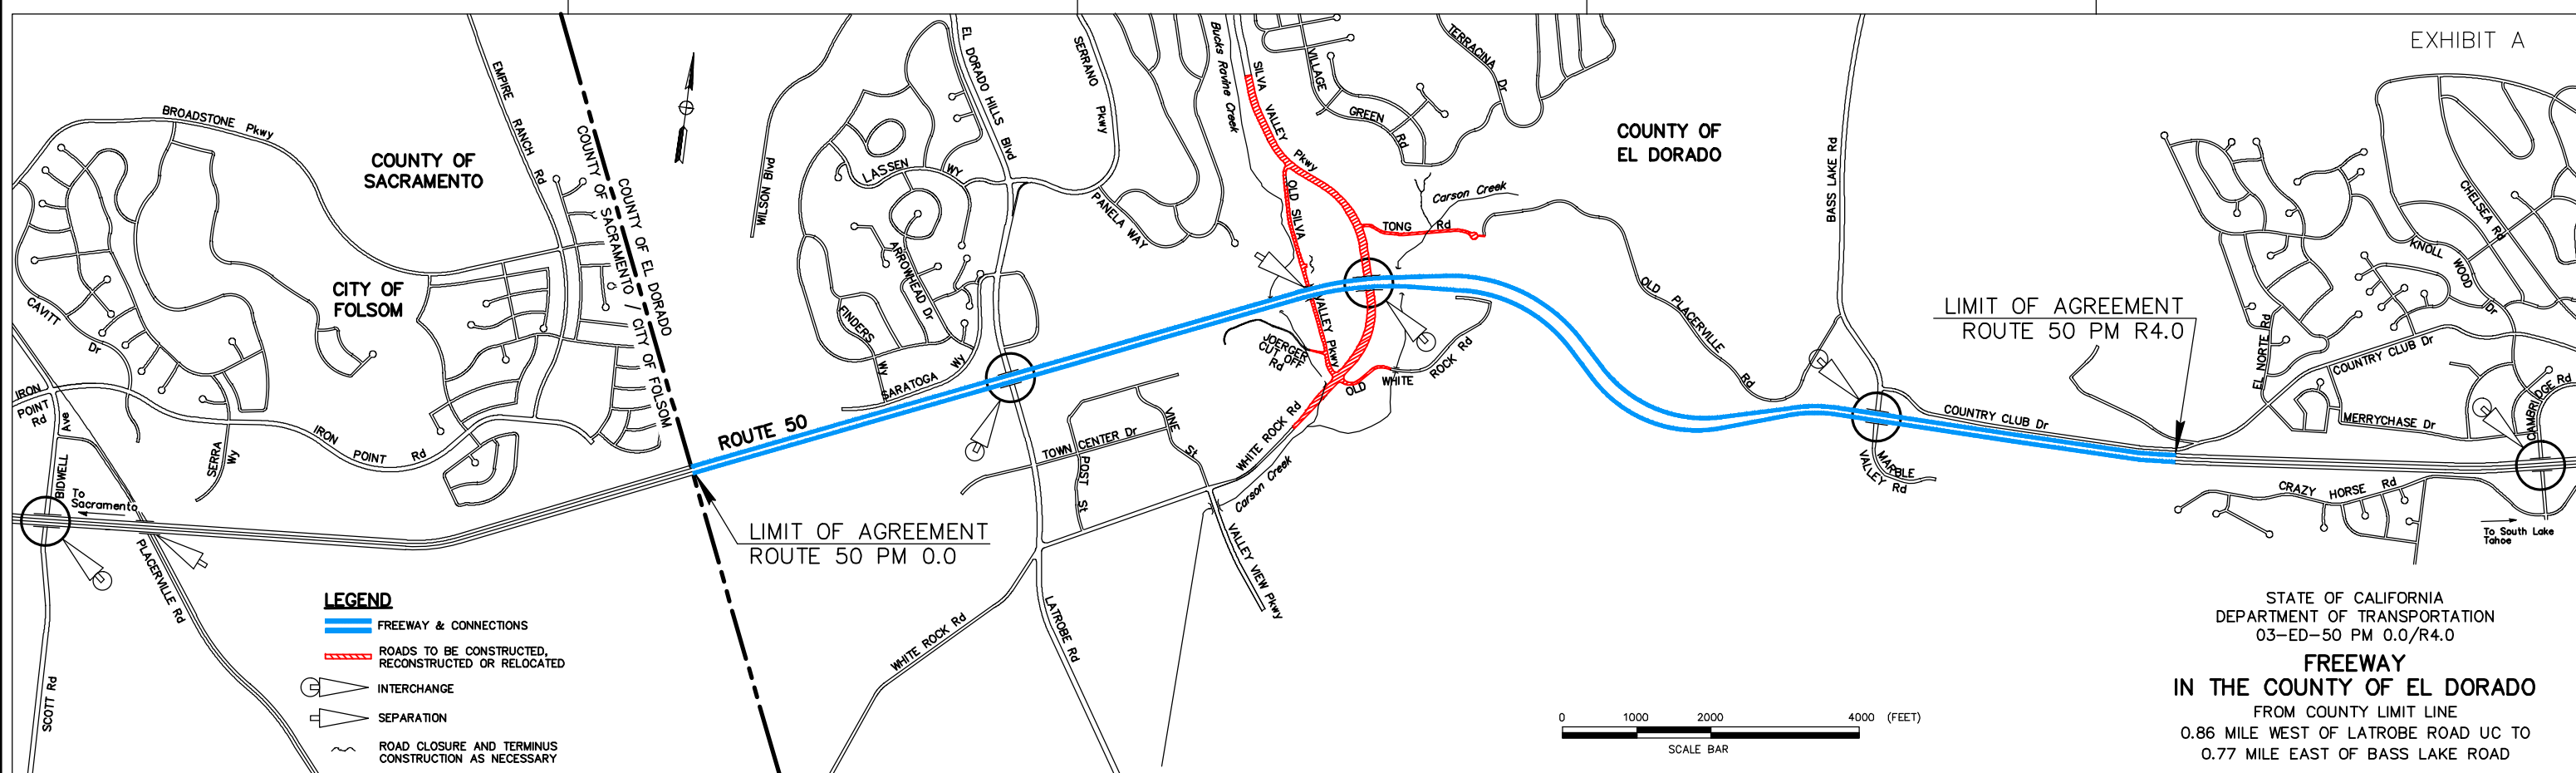 EXHIBIT A
BROADSTONE Pkwy
EMPIRE RANCH Rd
COUNTY OF
SACRAMENTO
CITY OF
FOLSOM
COUNTY OF EL DORADO
COUNTY OF SACRAMENTO / CITY OF FOLSOM
CAVITT Dr
IRON
POINT
Rd
BIDWELL Ave
IRON POINT Rd
SERRA Wy
To
Sacramento
PLACERVILLE Rd
SCOTT Rd
WILSON Blvd
EL DORADO HILLS Blvd
SERRANO Pkwy
LASSEN WY
ARROWHEAD Dr
FINDERS Wy
SARATOGA Wy
PANELA WAY
ROUTE 50
LIMIT OF AGREEMENT
ROUTE 50 PM 0.0
TOWN CENTER Dr
POST St
VINE St
WHITE ROCK Rd
LATROBE Rd
WHITE ROCK Rd
Carson Creek
VALLEY VIEW Pkwy
Bucks Ravine Creek
SILVA VALLEY Pkwy
OLD SILVA VALLEY Pkwy
JOERGER
CUT OFF
Rd
OLD WHITE ROCK Rd
TONG Rd
Carson Creek
VILLAGE GREEN Rd
TERRACINA Dr
COUNTY OF
EL DORADO
OLD PLACERVILLE Rd
BASS LAKE Rd
MARBLE
VALLEY Rd
COUNTRY CLUB Dr
LIMIT OF AGREEMENT
ROUTE 50 PM R4.0
EL NORTE Rd
COUNTRY CLUB Dr
MERRYCHASE Dr
CHELSEA Rd
KNOLL WOOD Dr
CAMBRIDGE Rd
CRAZY HORSE Rd
To South Lake
Tahoe
LEGEND
FREEWAY & CONNECTIONS
ROADS TO BE CONSTRUCTED,
RECONSTRUCTED OR RELOCATED
INTERCHANGE
SEPARATION
ROAD CLOSURE AND TERMINUS
CONSTRUCTION AS NECESSARY
0 1000 2000 4000 (FEET)
SCALE BAR
STATE OF CALIFORNIA
DEPARTMENT OF TRANSPORTATION
03-ED-50 PM 0.0/R4.0
FREEWAY
IN THE COUNTY OF EL DORADO
FROM COUNTY LIMIT LINE
0.86 MILE WEST OF LATROBE ROAD UC TO
0.77 MILE EAST OF BASS LAKE ROAD